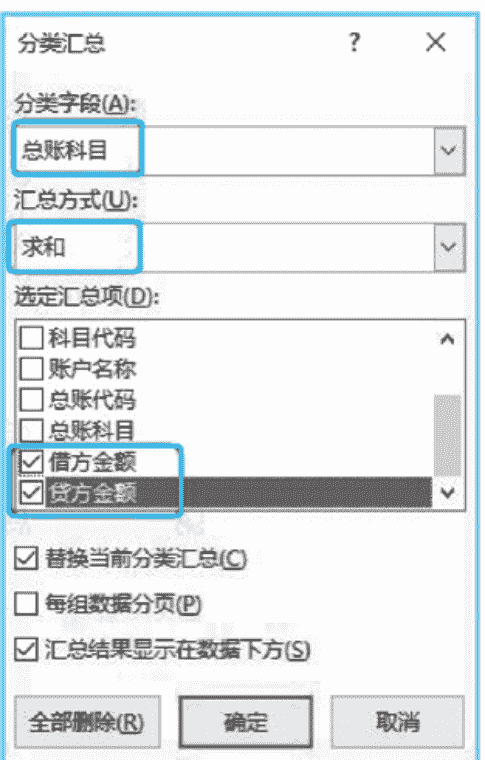 分类汇总 ? ×
分类字段(A):
总账科目
汇总方式(U):
求和
选定汇总项(D):
科目代码
账户名称
总账代码
总账科目
借方金额
贷方金额
替换当前分类汇总(C)
每组数据分页(P)
汇总结果显示在数据下方(S)
全部删除(R) 确定 取消